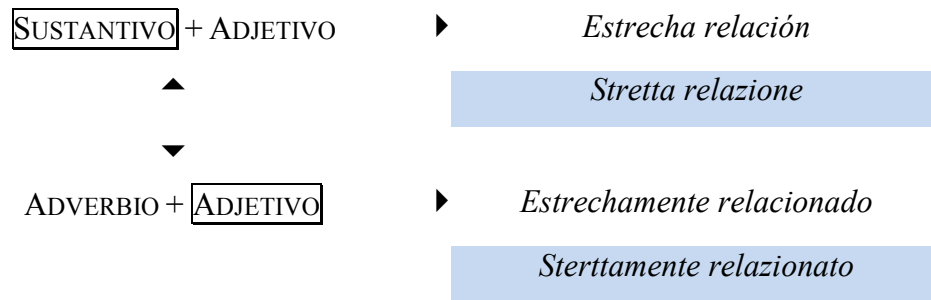 SUSTANTIVO + ADJETIVO Estrecha relación
Stretta relazione
ADVERBIO + ADJETIVO Estrechamente relacionado
Sterttamente relazionato